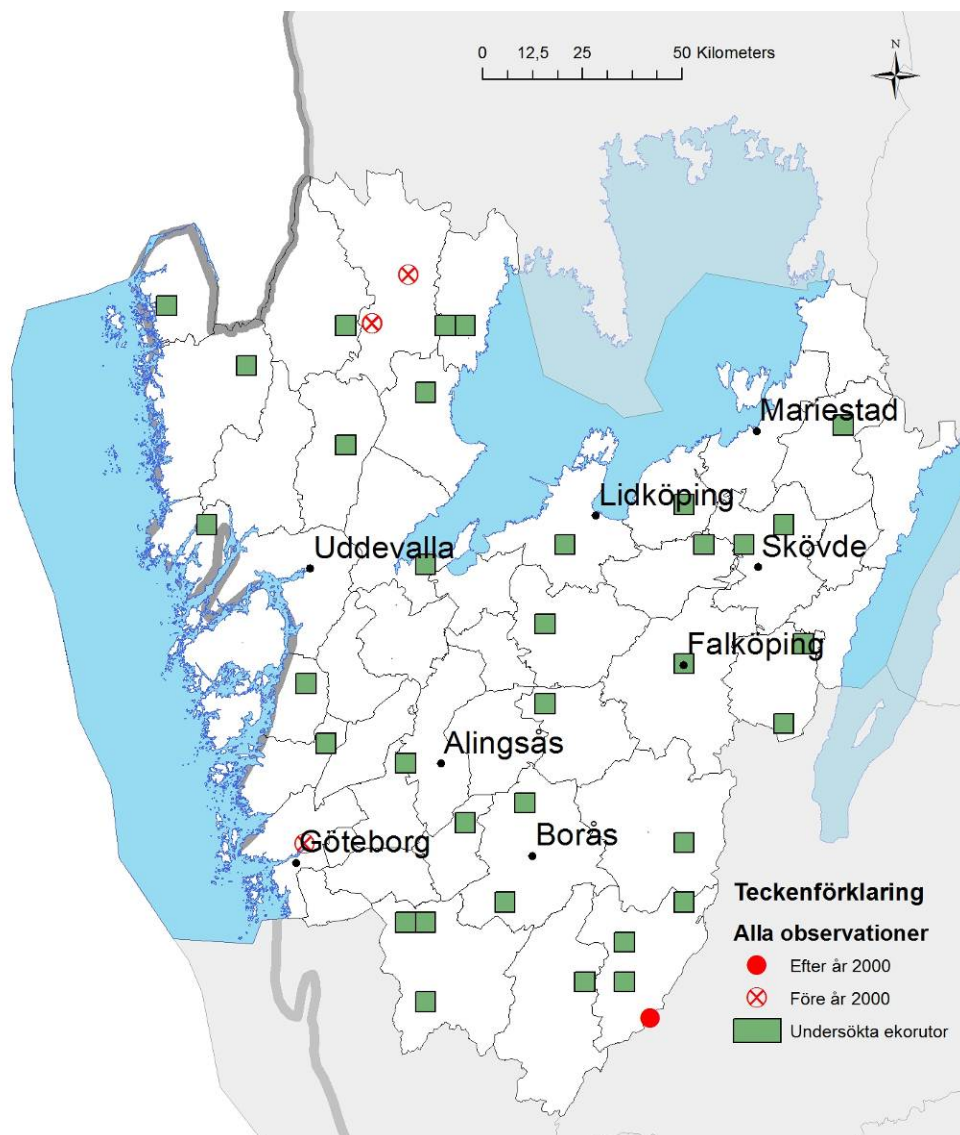 0 12,5 25 50 Kilometers
N
Mariestad
Lidköping
Skövde
Uddevalla
Falköping
Alingsås
Göteborg
Borås
Teckenförklaring
Alla observationer
Efter år 2000
Före år 2000
Undersökta ekorutor